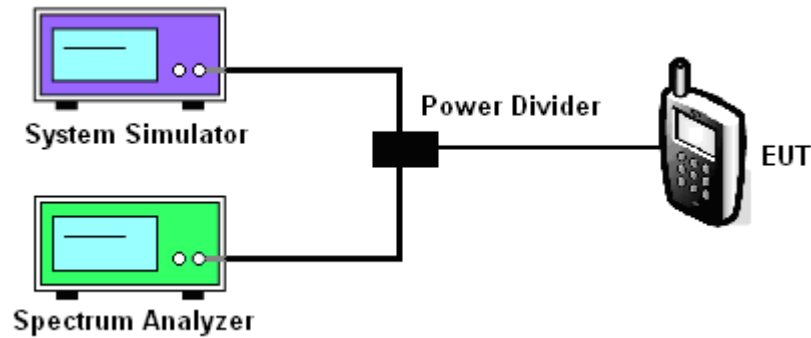 System Simulator
Power Divider
EUT
Spectrum Analyzer